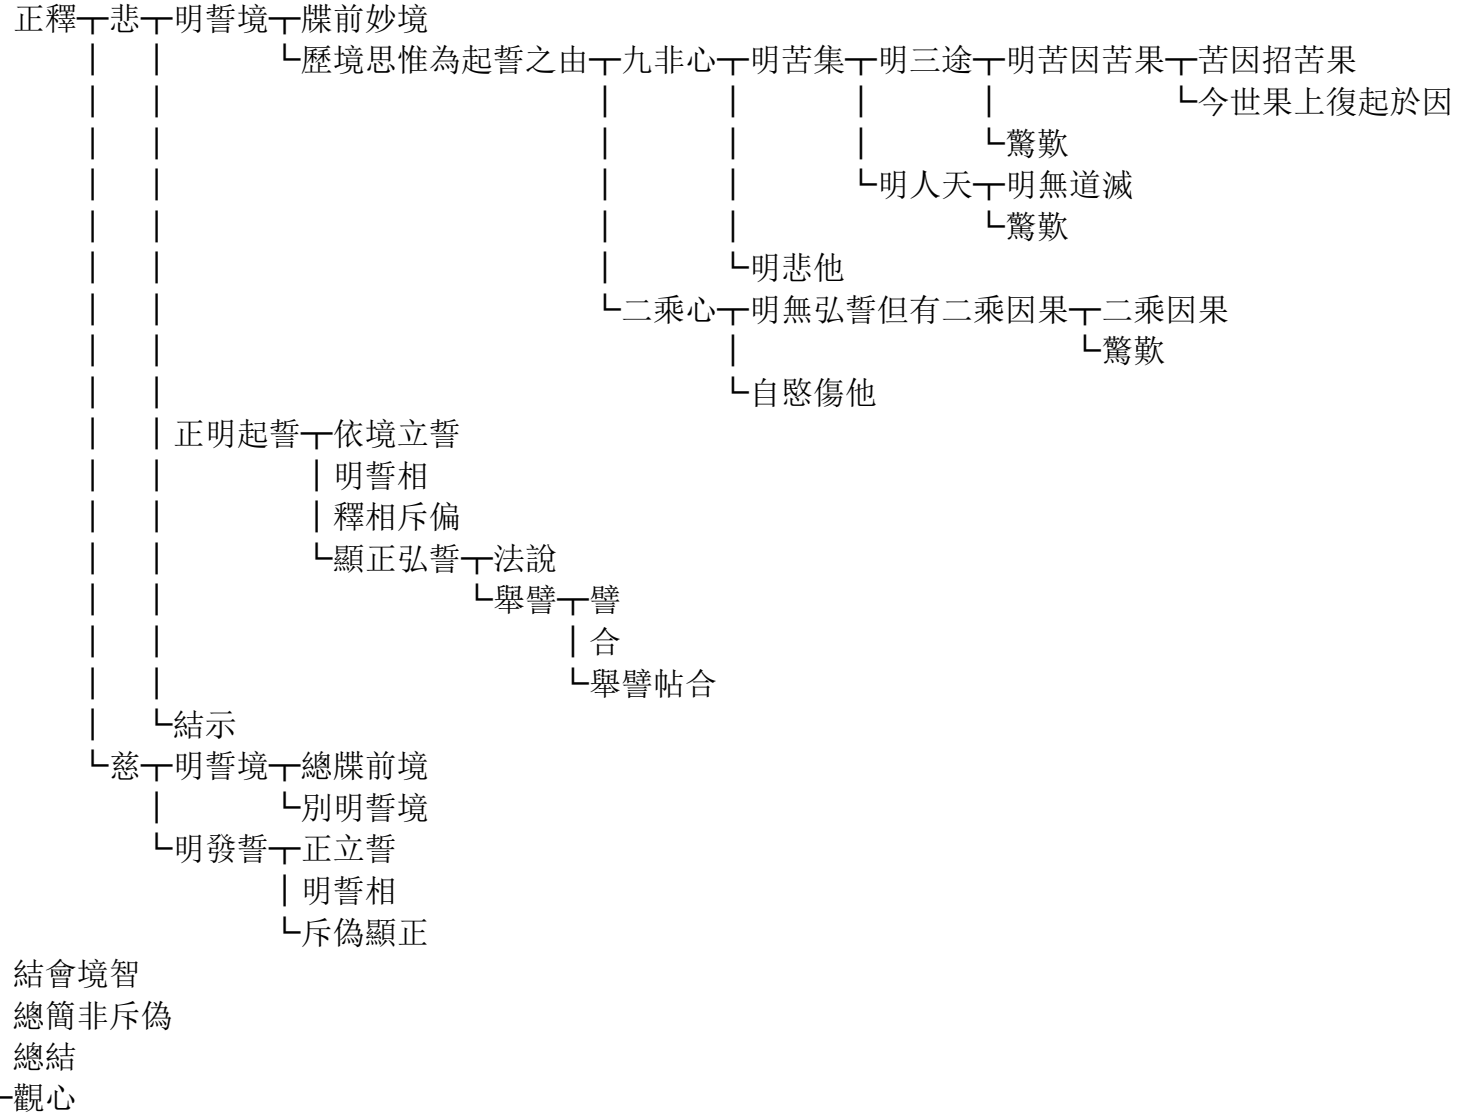 正釋┬悲┬明誓境┬牒前妙境
└歷境思惟為起誓之由┬九非心┬明苦集┬明三途┬明苦因苦果┬苦因招苦果
└今世果上復起於因
└驚歎
└明人天┬明無道滅
└驚歎
└明悲他
└二乘心┬明無弘誓但有二乘因果┬二乘因果
└驚歎
└自愍傷他
正明起誓┬依境立誓
明誓相
釋相斥偏
└顯正弘誓┬法說
└舉譬┬譬
合
└舉譬帖合
└結示
└慈┬明誓境┬總牒前境
└別明誓境
└明發誓┬正立誓
明誓相
└斥偽顯正
結會境智
總簡非斥偽
總結
─觀心